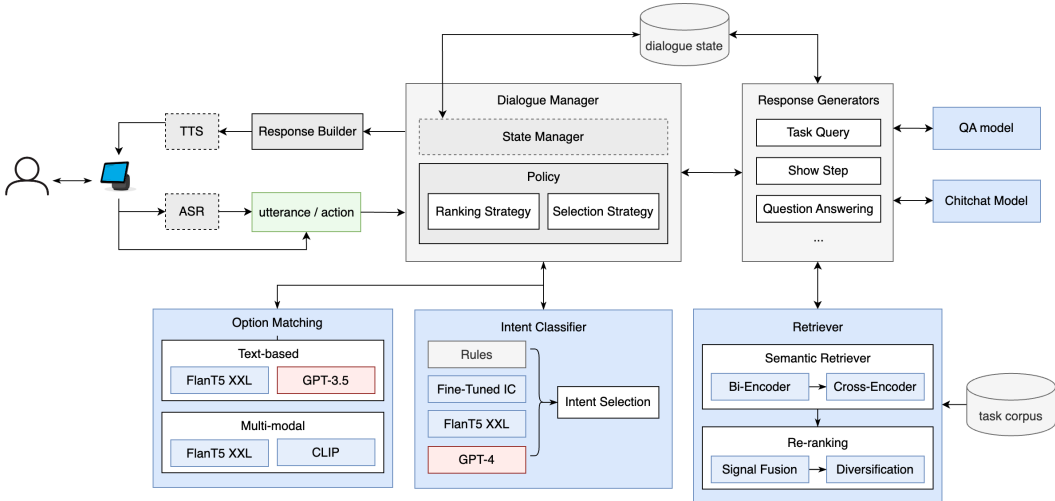 dialogue state
Dialogue Manager
State Manager
Policy
Ranking Strategy
Selection Strategy
Response Generators
Task Query
Show Step
Question Answering
...
QA model
Chitchat Model
TTS
Response Builder
ASR
utterance / action
Option Matching
Text-based
FlanT5 XXL
GPT-3.5
Multi-modal
FlanT5 XXL
CLIP
Intent Classifier
Rules
Fine-Tuned IC
FlanT5 XXL
GPT-4
Intent Selection
Retriever
Semantic Retriever
Bi-Encoder
Cross-Encoder
Re-ranking
Signal Fusion
Diversification
task corpus